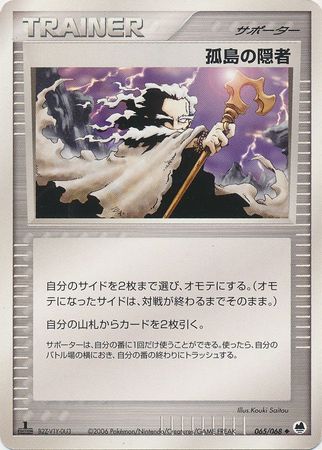 TRAINER
サポーター
孤島の隠者
自分のサイドを2枚まで選び、オモテにする。（オモ
テになったサイドは、対戦が終わるまでそのまま。）
自分の山札からカードを2枚引く。
サポーターは、自分の番に1回だけ使うことができる。使ったら、自分の
バトル場の横におき、自分の番の終わりにトラッシュする。
Illus. Kouki Saitou
1
EDITION
©2006 Pokémon/Nintendo/Creatures/GAME FREAK.
065/068 ◆